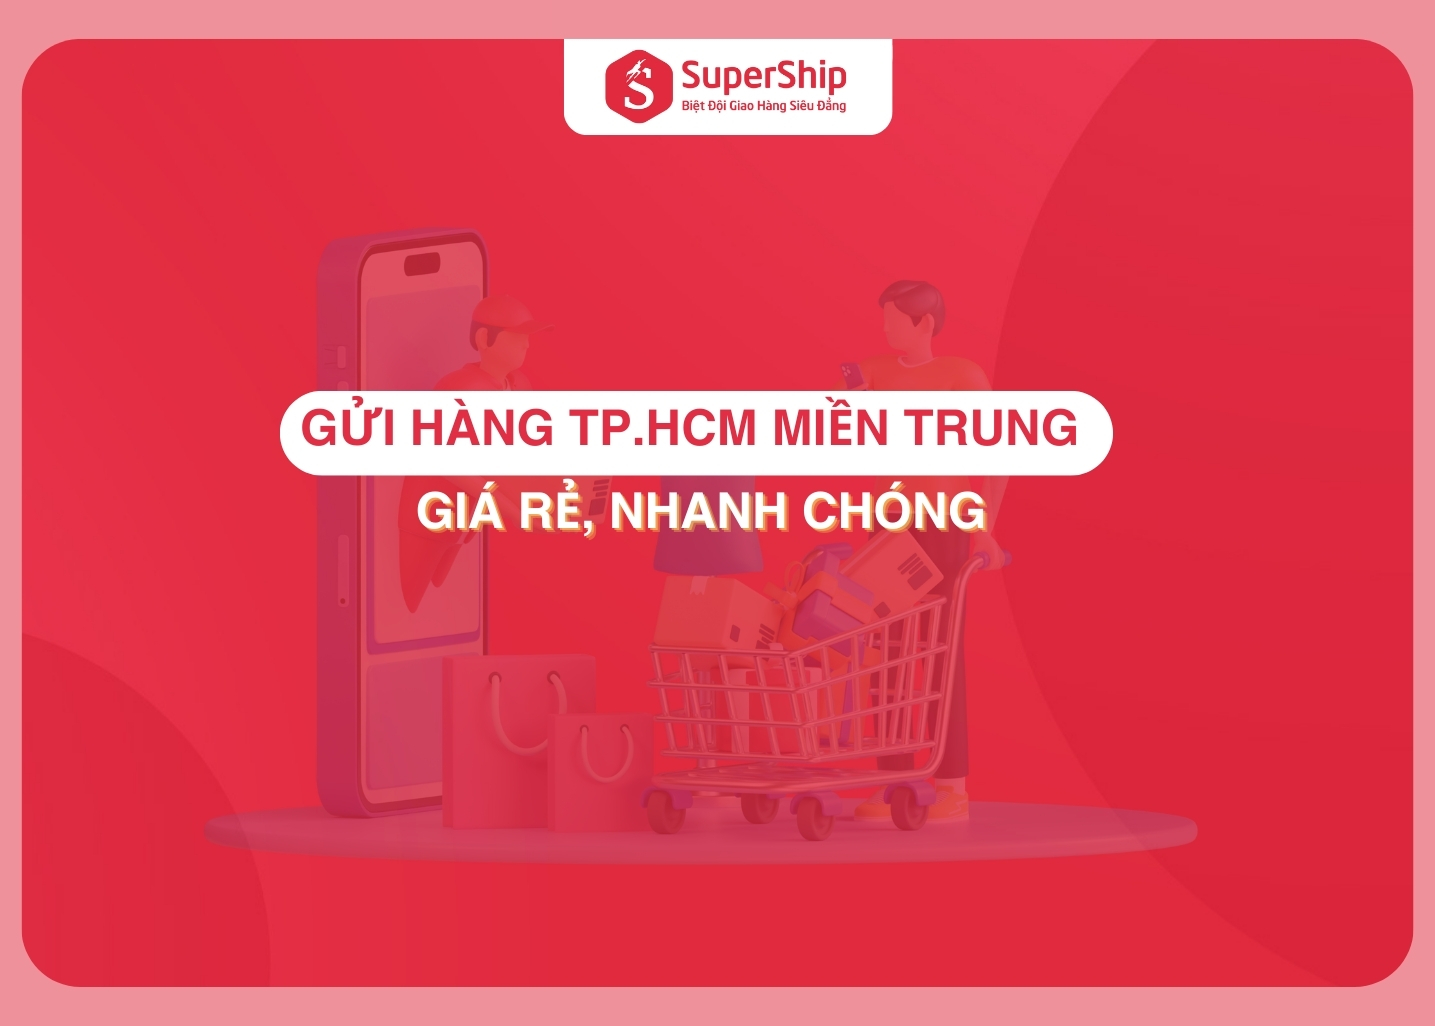 SuperShip
Biệt Đội Giao Hàng Siêu Đẳng
GỬI HÀNG TP.HCM MIỀN TRUNG
GIÁ RẺ, NHANH CHÓNG